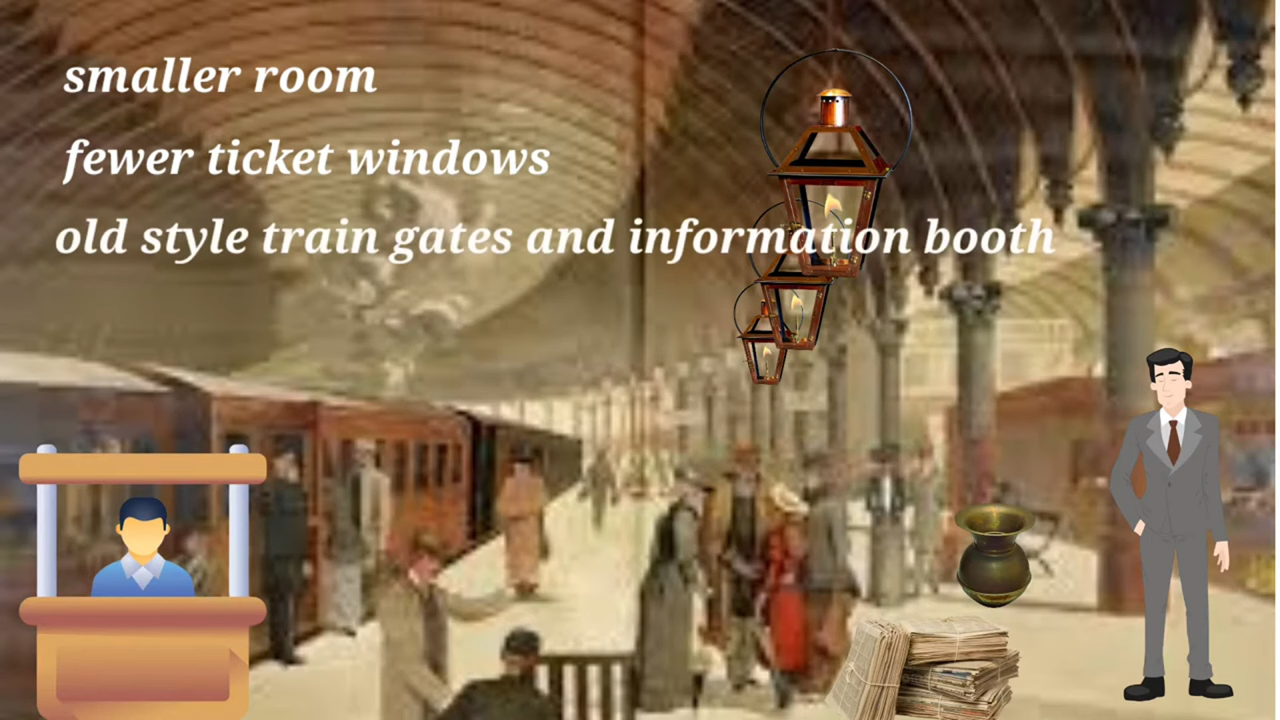 smaller room
fewer ticket windows
old style train gates and information booth